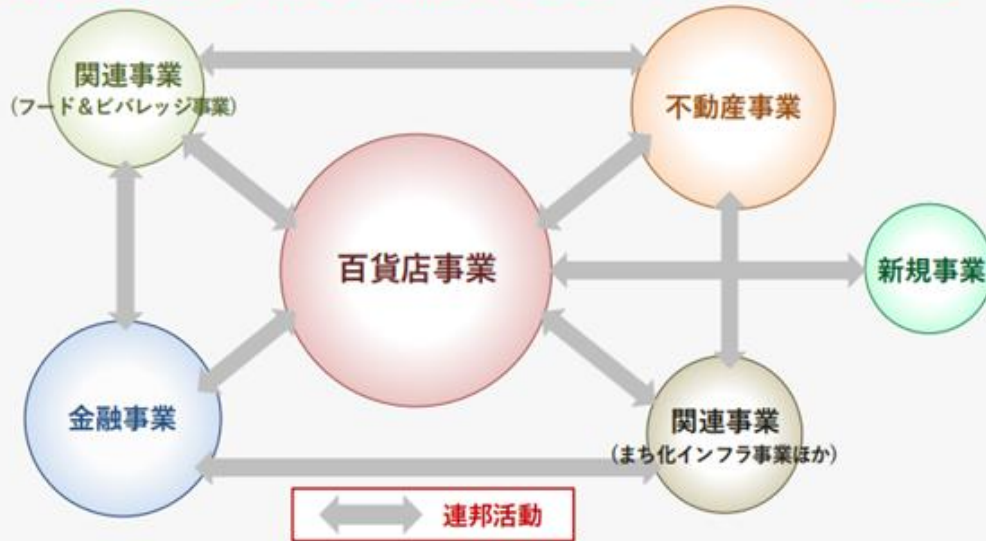 関連事業
(フード＆ビバレッジ事業)
不動産事業
百貨店事業
新規事業
金融事業
関連事業
(まち化インフラ事業ほか)
連邦活動